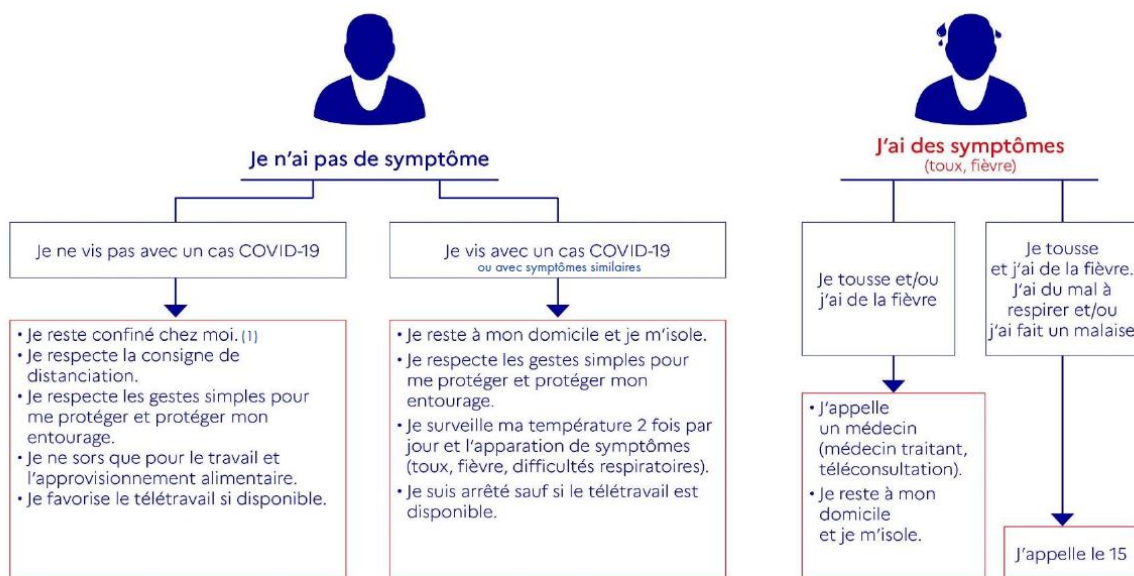 Je n'ai pas de symptôme
Je ne vis pas avec un cas COVID-19
• Je reste confiné chez moi. (1)
• Je respecte la consigne de
distanciation.
• Je respecte les gestes simples pour
me protéger et protéger mon
entourage.
• Je ne sors que pour le travail et
l'approvisionnement alimentaire.
• Je favorise le télétravail si disponible.
Je vis avec un cas COVID-19
ou avec symptômes similaires
• Je reste à mon domicile et je m'isole.
• Je respecte les gestes simples pour
me protéger et protéger mon
entourage.
• Je surveille ma température 2 fois par
jour et l'apparation de symptômes
(toux, fièvre, difficultés respiratoires).
• Je suis arrêté sauf si le télétravail est
disponible.
J'ai des symptômes
(toux, fièvre)
Je tousse et/ou
j'ai de la fièvre
• J'appelle
un médecin
(médecin traitant,
téléconsultation).
• Je reste à mon
domicile
et je m'isole.
Je tousse
et j'ai de la fièvre.
J'ai du mal à
respirer et/ou
j'ai fait un malaise
J'appelle le 15